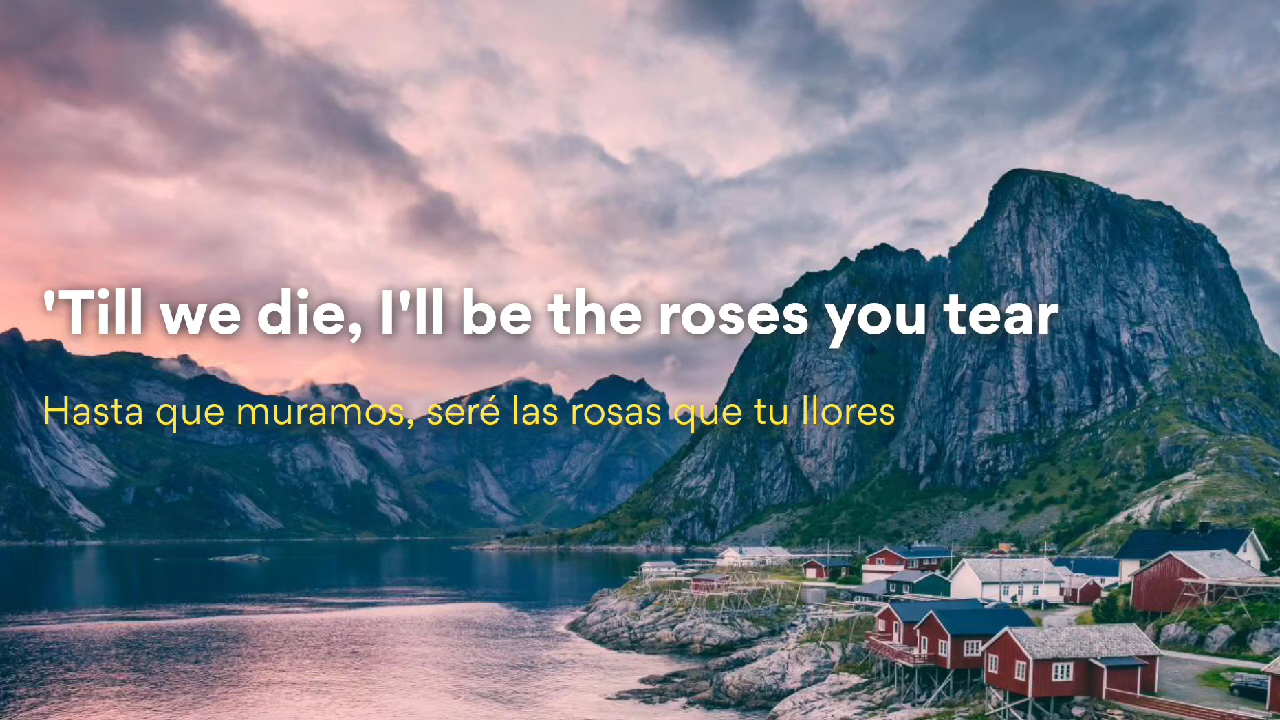 'Till we die, I'll be the roses you tear
Hasta que muramos, seré las rosas que tu llores